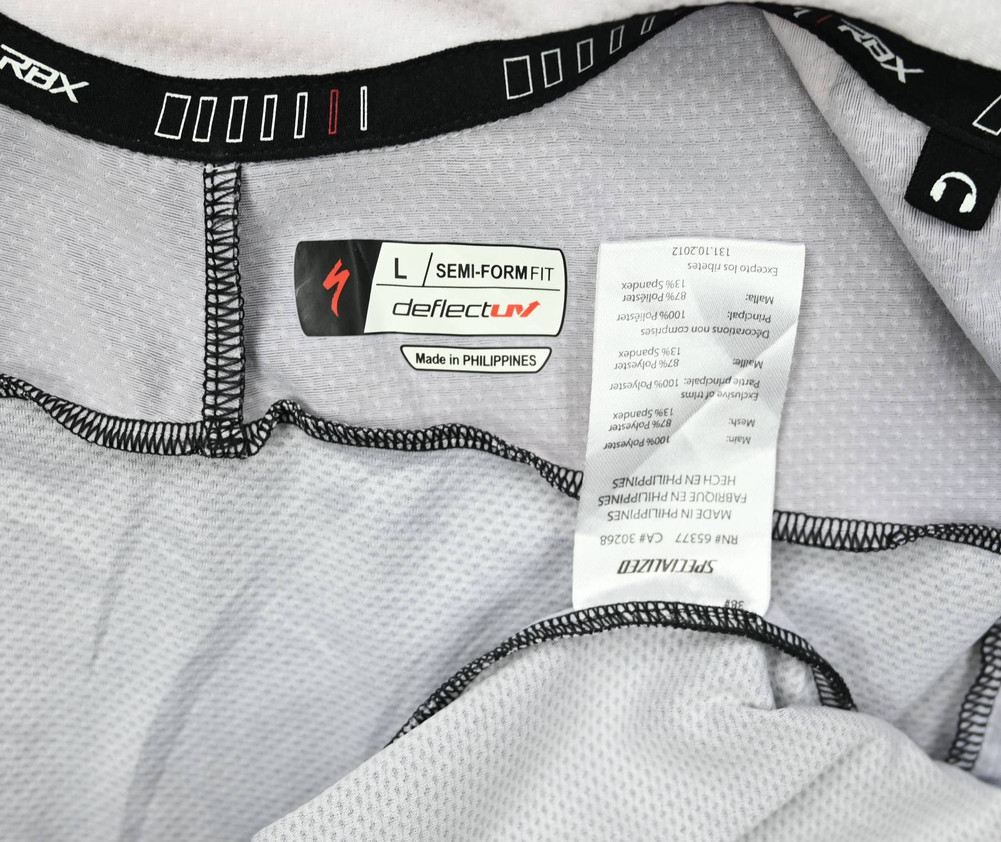 RBX
RBX
L / SEMI-FORM FIT
deflect UV
Made in PHILIPPINES
38#
SPECIALIZED
RN# 65377 CA# 30268
MADE IN PHILIPPINES
FABRIQUE EN PHILIPPINES
HECH EN PHILIPPINES
Main: 100% Polyester
Mesh: 87% Polyester
13% Spandex
Exclusive of trims
Partie principale: 100% Polyester
Maille: 87% Polyester
13% Spandex
Décorations non comprises
Principal: 100% Poliéster
Malla: 87% Poliéster
13% Spandex
Excepto los ribetes
131.10.2012